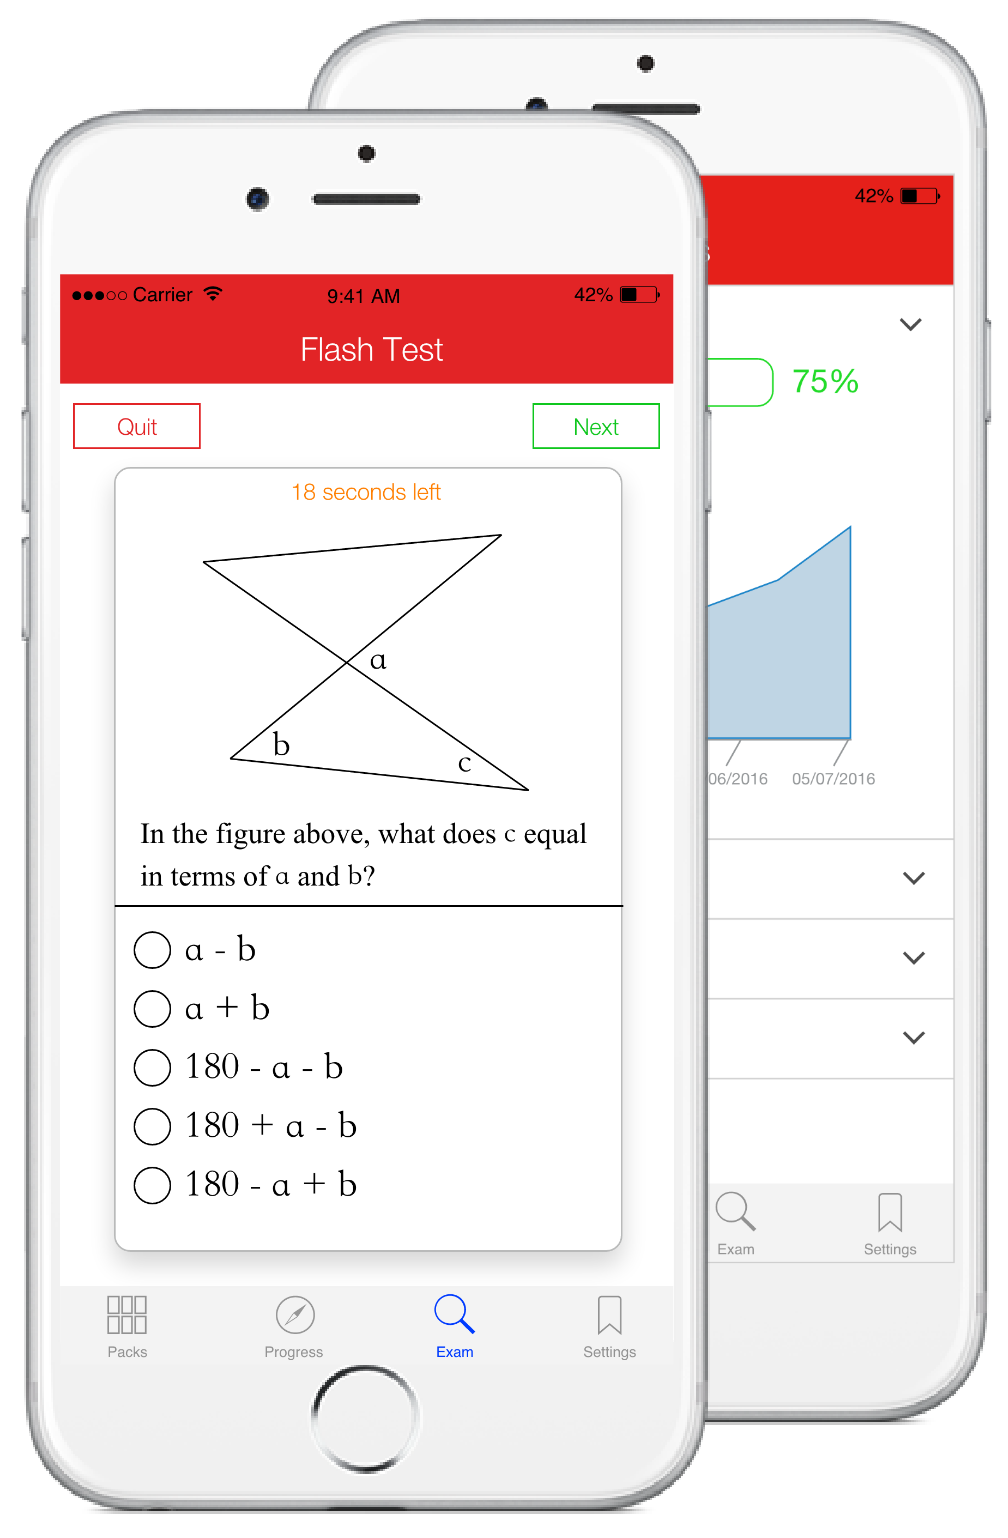 ●●●○○ Carrier 9:41 AM 42%
Flash Test
Quit Next
18 seconds left
a
b
c
In the figure above, what does c equal
in terms of a and b?
a - b
a + b
180 - a - b
180 + a - b
180 - a + b
Packs Progress Exam Settings
42%
s
75%
06/2016 05/07/2016
Exam Settings